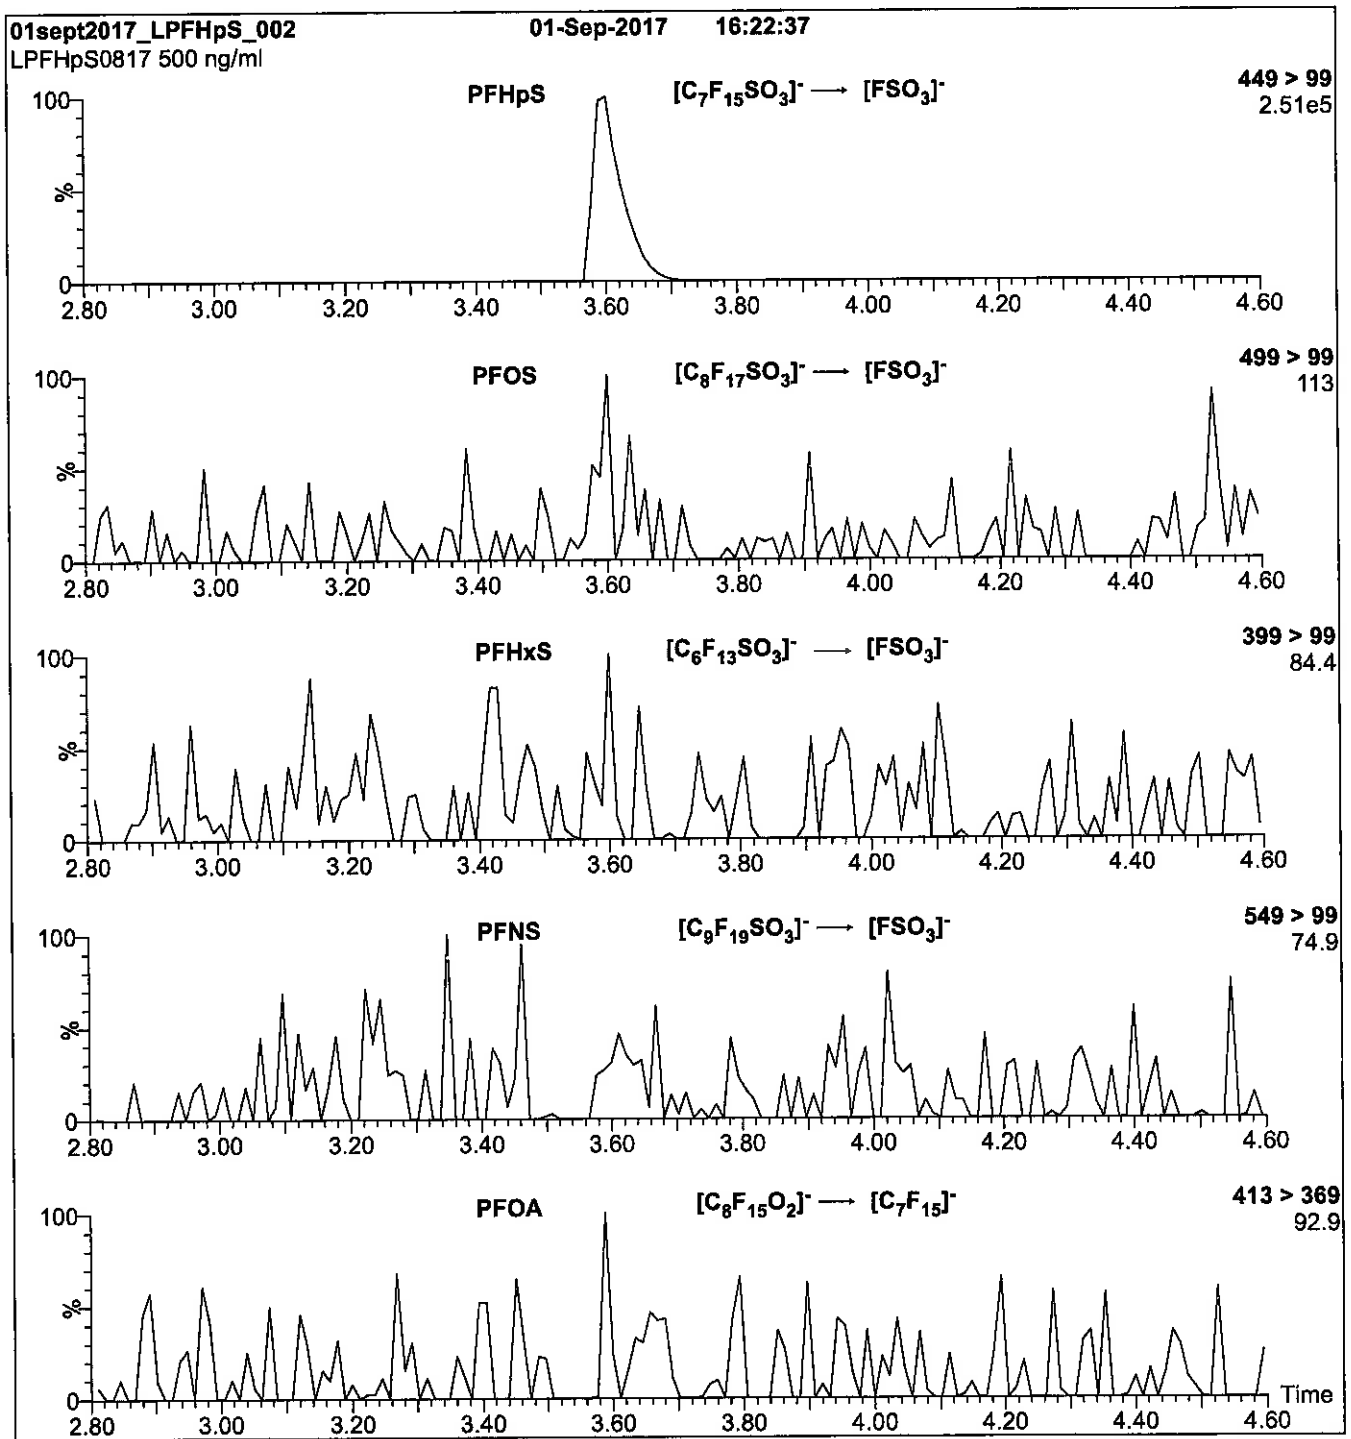 01sept2017_LPFHpS_002 01-Sep-2017 16:22:37
LPFHpS0817 500 ng/ml
PFHpS [C7F15SO3]- → [FSO3]- 449 > 99
2.51e5
100
%
0
2.80 3.00 3.20 3.40 3.60 3.80 4.00 4.20 4.40 4.60
PFOS [C8F17SO3]- → [FSO3]- 499 > 99
113
100
%
0
2.80 3.00 3.20 3.40 3.60 3.80 4.00 4.20 4.40 4.60
PFHxS [C6F13SO3]- → [FSO3]- 399 > 99
84.4
100
%
0
2.80 3.00 3.20 3.40 3.60 3.80 4.00 4.20 4.40 4.60
PFNS [C9F19SO3]- → [FSO3]- 549 > 99
74.9
100
%
0
2.80 3.00 3.20 3.40 3.60 3.80 4.00 4.20 4.40 4.60
PFOA [C8F15O2]- → [C7F15]- 413 > 369
92.9
100
%
0 Time
2.80 3.00 3.20 3.40 3.60 3.80 4.00 4.20 4.40 4.60